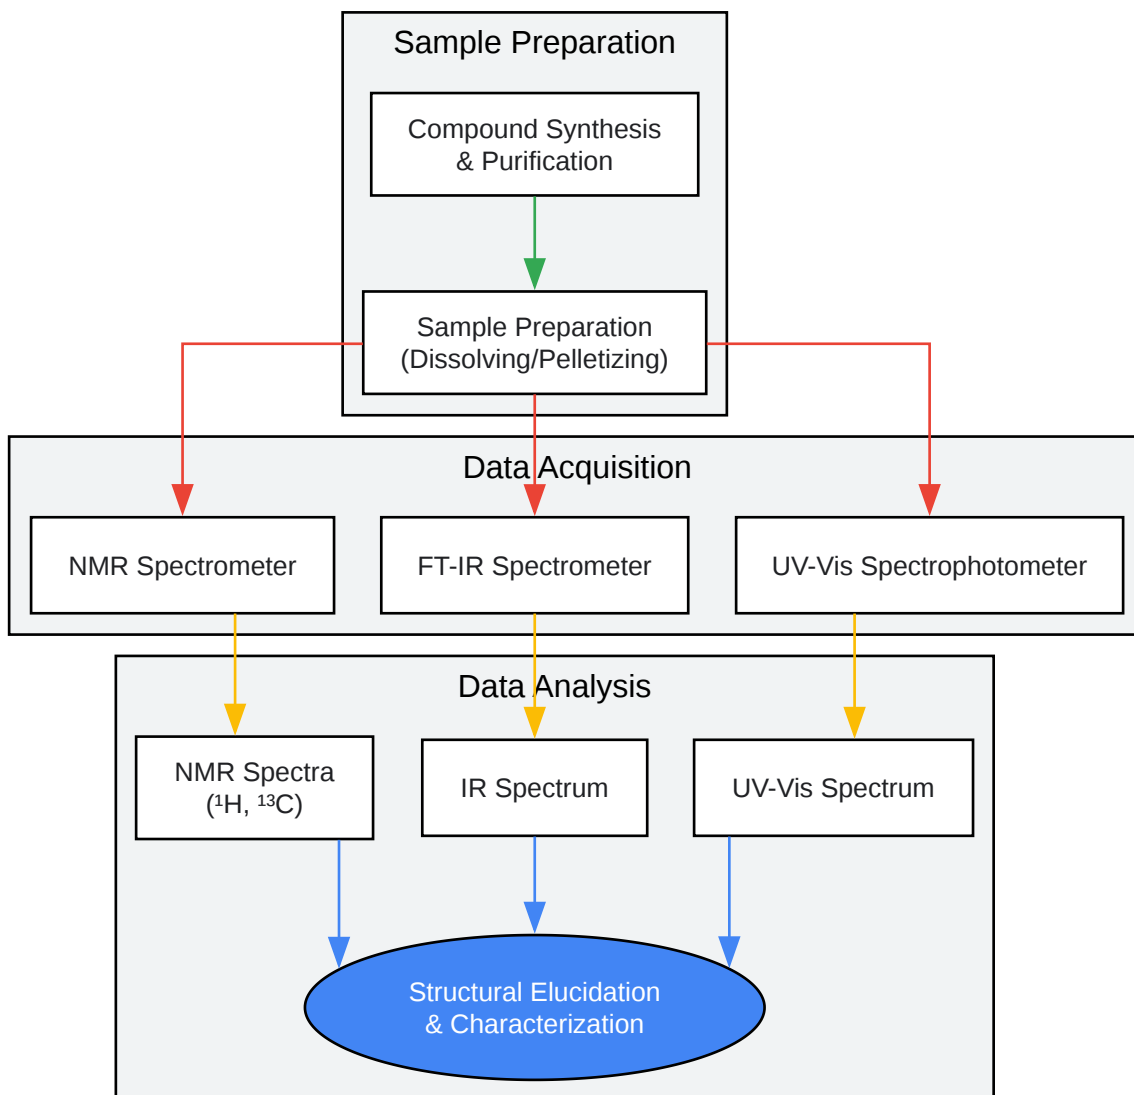 Sample Preparation
Compound Synthesis
& Purification
Sample Preparation
(Dissolving/Pelletizing)
Data Acquisition
NMR Spectrometer
FT-IR Spectrometer
UV-Vis Spectrophotometer
Data Analysis
NMR Spectra
(¹H, ¹³C)
IR Spectrum
UV-Vis Spectrum
Structural Elucidation
& Characterization